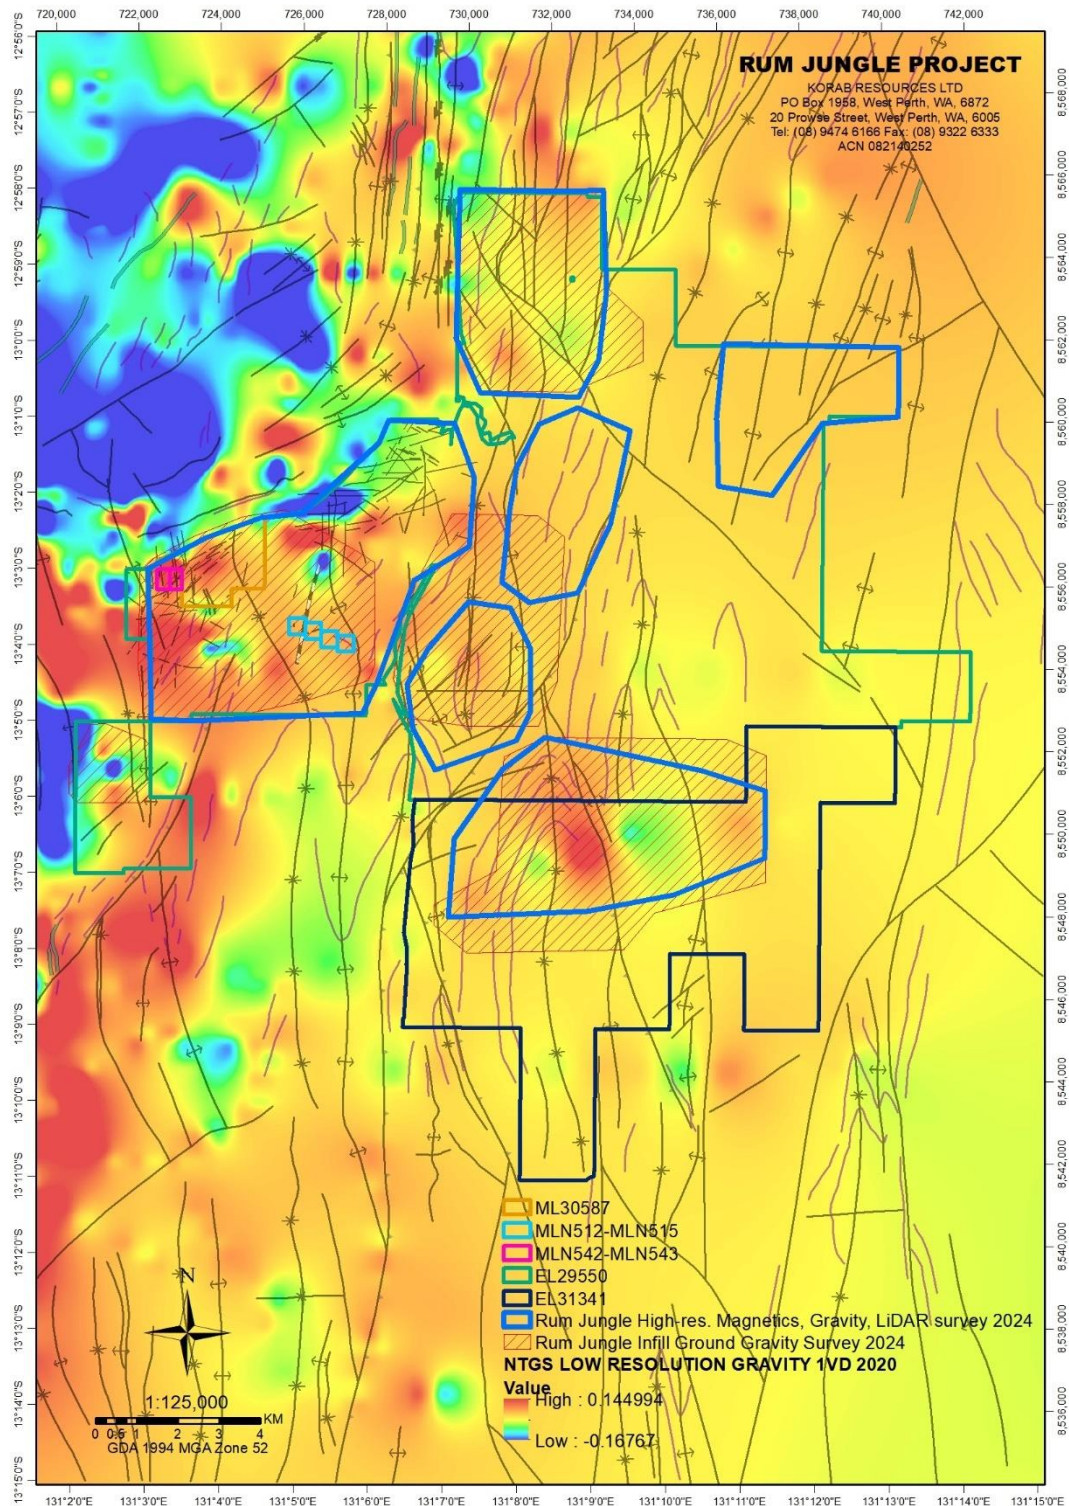 720,000 722,000 724,000 726,000 728,000 730,000 732,000 734,000 736,000 738,000 740,000 742,000
RUM JUNGLE PROJECT
KORAB RESOURCES LTD
PO Box 1958, West Perth, WA, 6872
20 Prowse Street, West Perth, WA, 6005
Tel: (08) 9474 6166 Fax: (08) 9322 6333
ACN 082140252
12°56'0"S
12°57'0"S
12°58'0"S
12°59'0"S
13°0'0"S
13°1'0"S
13°2'0"S
13°3'0"S
13°4'0"S
13°5'0"S
13°6'0"S
13°7'0"S
13°8'0"S
13°9'0"S
13°10'0"S
13°11'0"S
13°12'0"S
13°13'0"S
13°14'0"S
13°15'0"S
8,568,000
8,566,000
8,564,000
8,562,000
8,560,000
8,558,000
8,556,000
8,554,000
8,552,000
8,550,000
8,548,000
8,546,000
8,544,000
8,542,000
8,540,000
8,538,000
8,536,000
ML30587
MLN512-MLN515
MLN542-MLN543
EL29550
EL31341
Rum Jungle High-res. Magnetics, Gravity, LiDAR survey 2024
Rum Jungle Infill Ground Gravity Survey 2024
NTGS LOW RESOLUTION GRAVITY 1VD 2020
Value
High : 0.144994
Low : -0.16767
N
1:125,000
KM
0 0.5 1 2 3 4
GDA 1994 MGA Zone 52
131°2'0"E 131°3'0"E 131°4'0"E 131°5'0"E 131°6'0"E 131°7'0"E 131°8'0"E 131°9'0"E 131°10'0"E 131°11'0"E 131°12'0"E 131°13'0"E 131°14'0"E 131°15'0"E